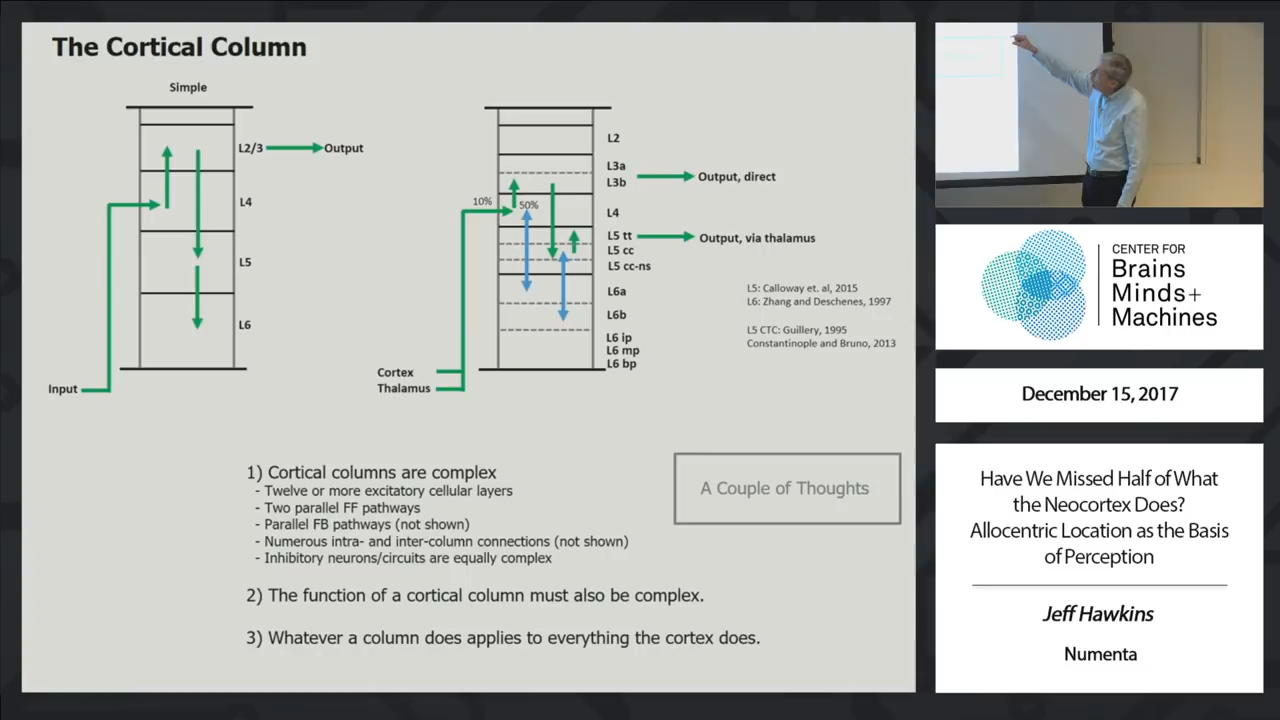 The Cortical Column
Simple
L2/3
Output
L4
L5
L6
Input
L2
L3a
L3b
Output, direct
10%
50%
L4
L5 tt
Output, via thalamus
L5 cc
L5 cc-ns
L6a
L6b
L6 ip
L6 mp
L6 bp
Cortex
Thalamus
L5: Calloway et. al, 2015
L6: Zhang and Deschenes, 1997
L5 CTC: Guillery, 1995
Constantinople and Bruno, 2013
1) Cortical columns are complex
- Twelve or more excitatory cellular layers
- Two parallel FF pathways
- Parallel FB pathways (not shown)
- Numerous intra- and inter-column connections (not shown)
- Inhibitory neurons/circuits are equally complex
A Couple of Thoughts
2) The function of a cortical column must also be complex.
3) Whatever a column does applies to everything the cortex does.
CENTER FOR
Brains
Minds+
Machines
December 15, 2017
Have We Missed Half of What
the Neocortex Does?
Allocentric Location as the Basis
of Perception
Jeff Hawkins
Numenta